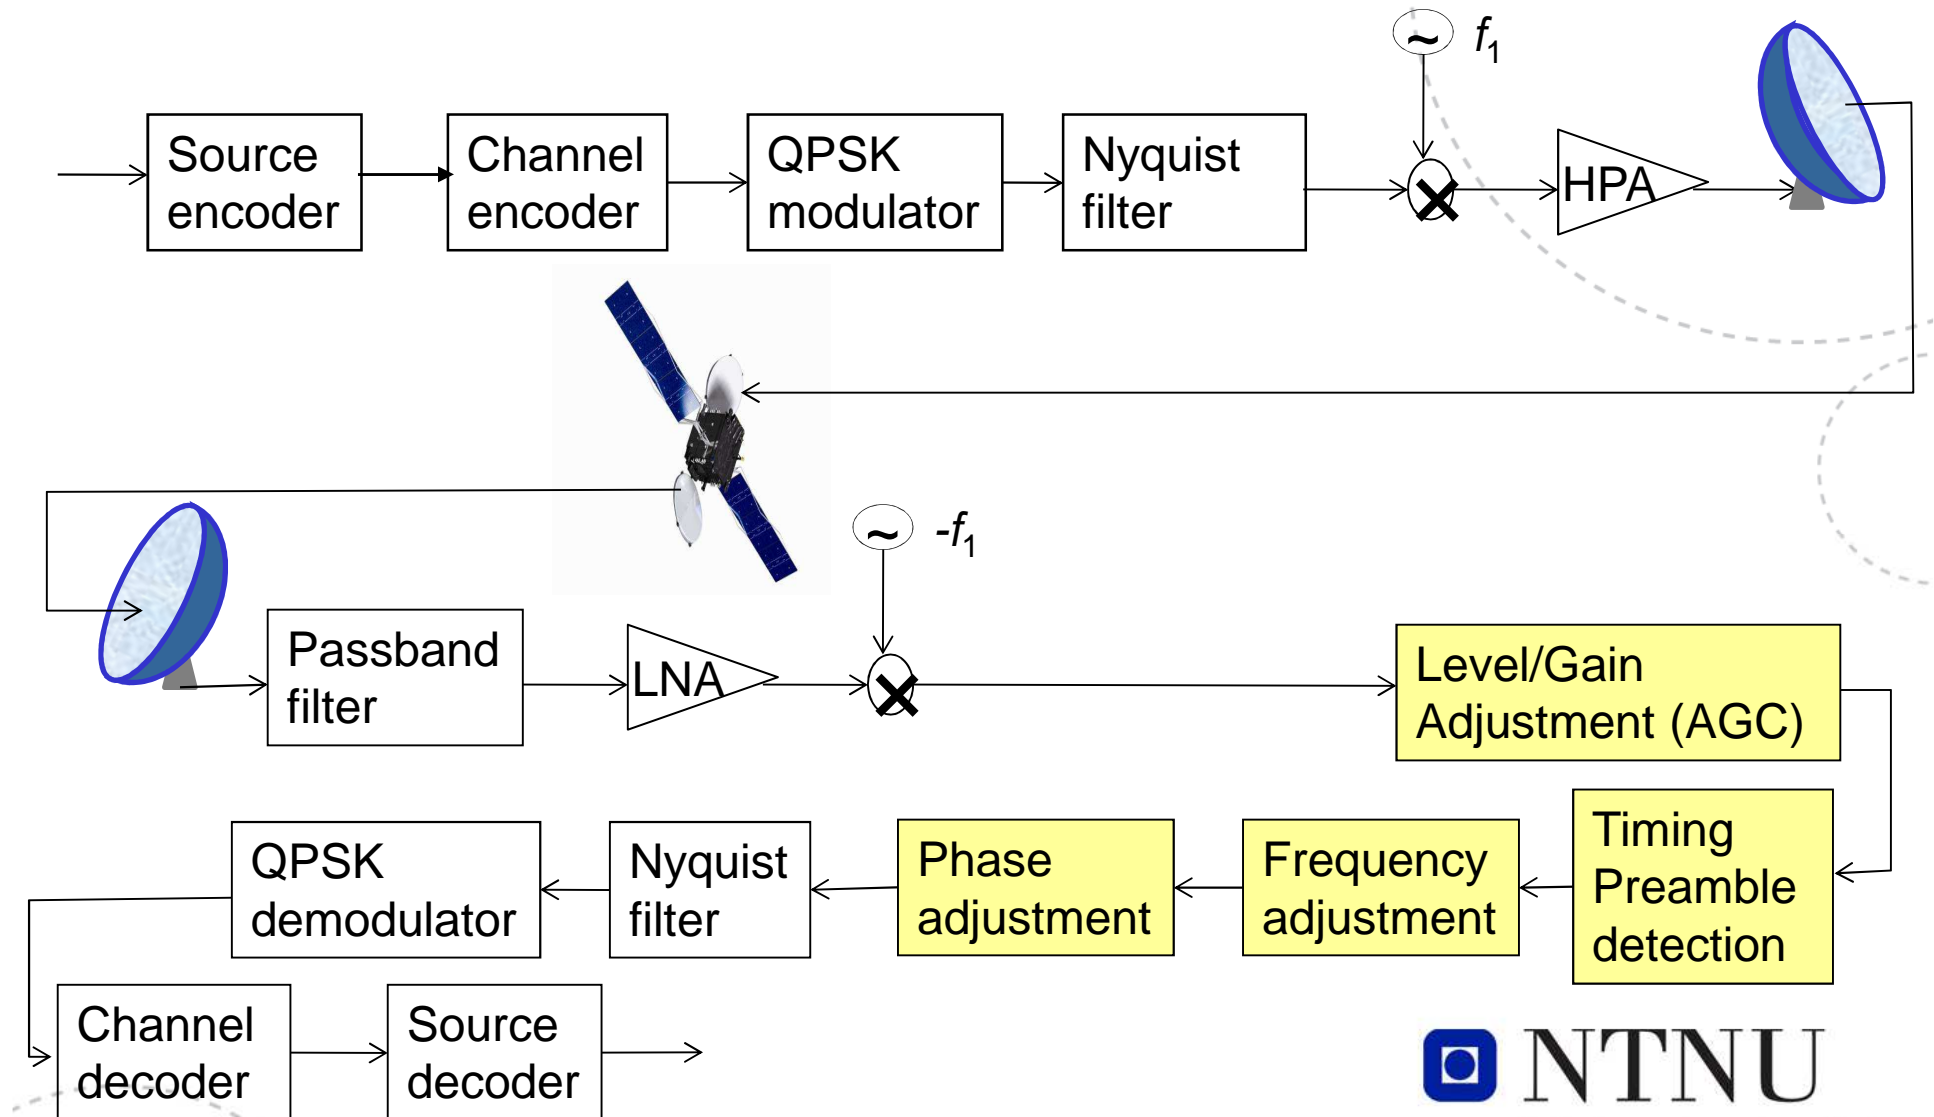 ~ f1
Source
encoder
Channel
encoder
QPSK
modulator
Nyquist
filter
HPA
~ -f1
Passband
filter
LNA
Level/Gain
Adjustment (AGC)
Timing
Preamble
detection
Frequency
adjustment
Phase
adjustment
Nyquist
filter
QPSK
demodulator
Channel
decoder
Source
decoder
NTNU